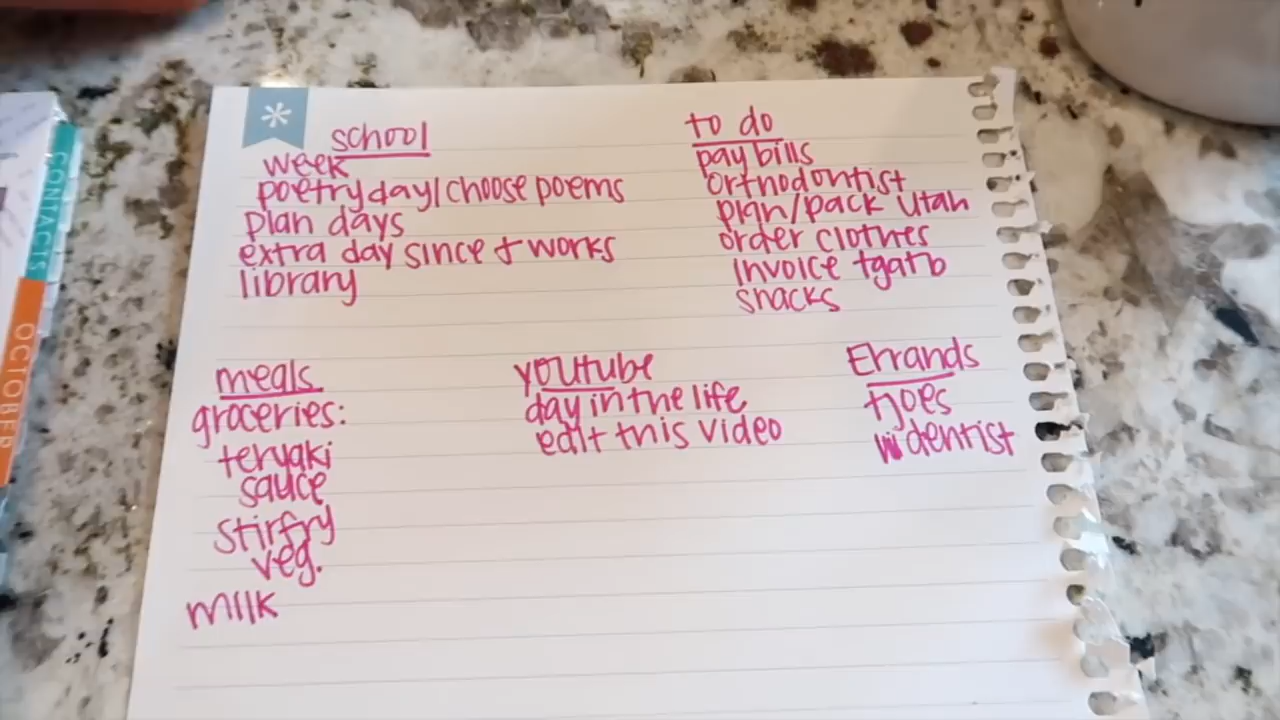 CONTACTS
OCTOBER
school
week
poetry day/choose poems
plan days
extra day since t works
library
to do
pay bills
orthodontist
plan/pack utah
order clothes
invoice tgatb
snacks
meals
groceries:
teryaki
sauce
stirfry
veg.
milk
youtube
day in the life
edit this video
Errands
tjoes
dentist